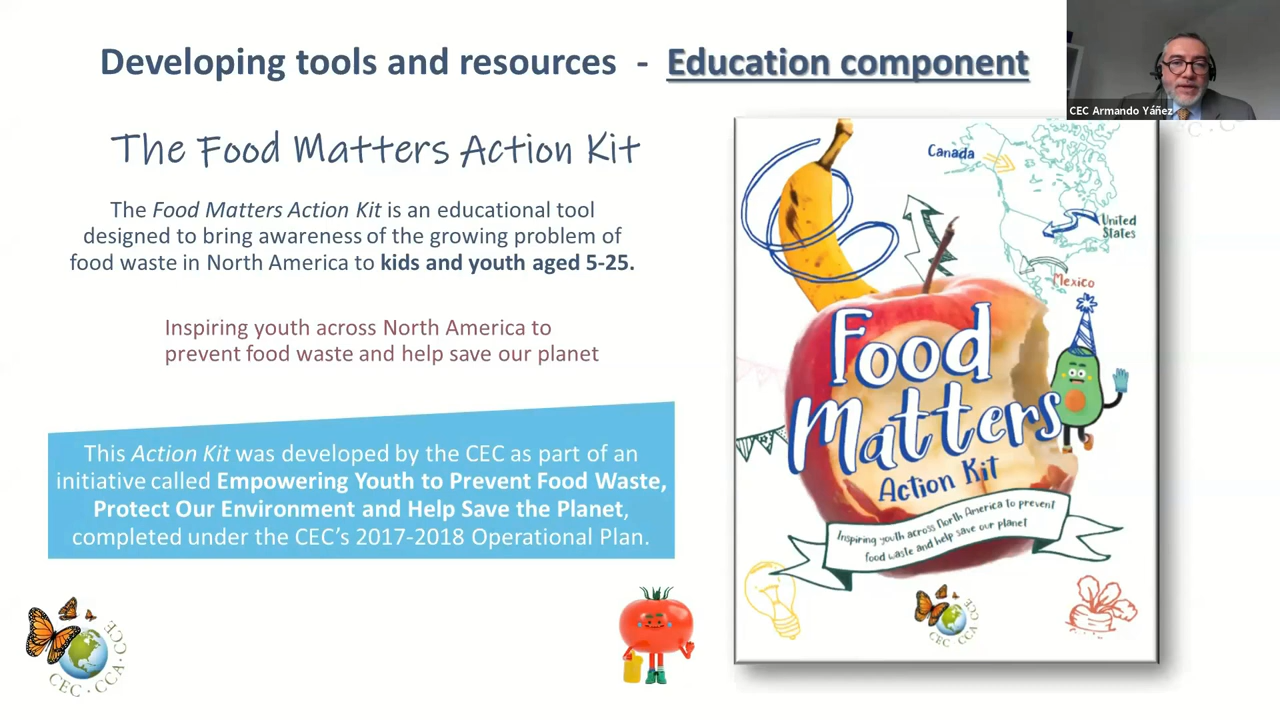 Developing tools and resources - Education component
CEC Armando Yáñez
The Food Matters Action Kit
The Food Matters Action Kit is an educational tool
designed to bring awareness of the growing problem of
food waste in North America to kids and youth aged 5-25.
Inspiring youth across North America to
prevent food waste and help save our planet
This Action Kit was developed by the CEC as part of an
initiative called Empowering Youth to Prevent Food Waste,
Protect Our Environment and Help Save the Planet,
completed under the CEC's 2017-2018 Operational Plan.
CEC · CCA · CCE
Canada
United
States
Mexico
Food
Matters
Action Kit
Inspiring youth across North America to prevent
food waste and help save our planet
CEC · CCA · CCE